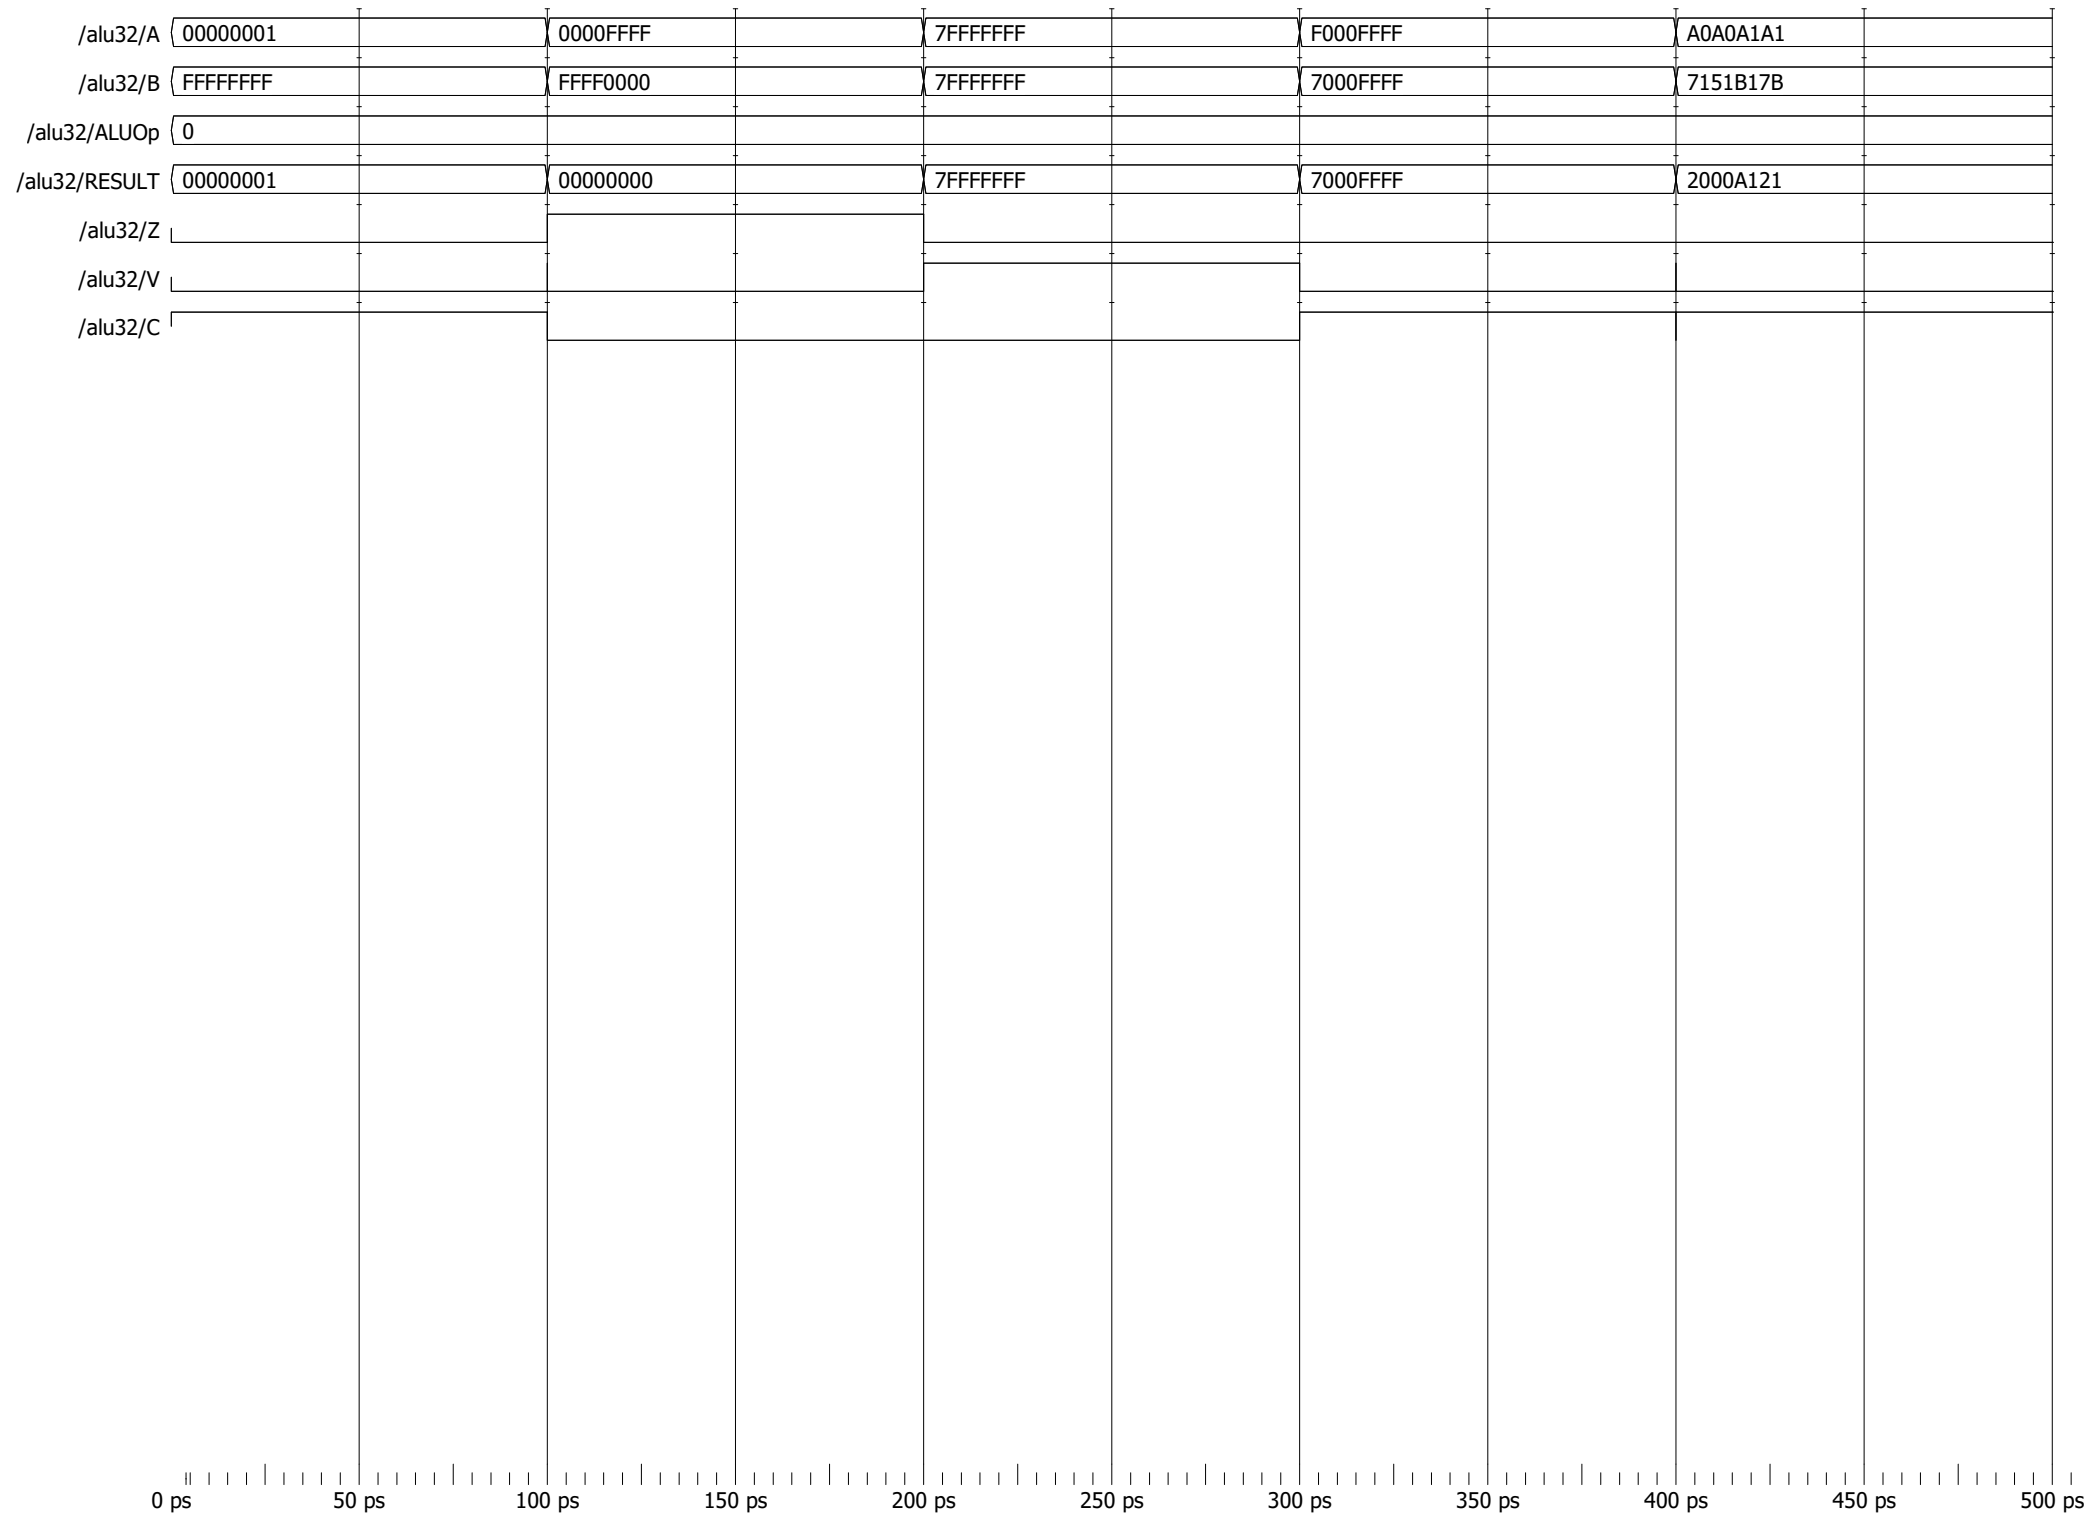 /alu32/A 00000001 0000FFFF 7FFFFFFF F000FFFF A0A0A1A1
/alu32/B FFFFFFFF FFFF0000 7FFFFFFF 7000FFFF 7151B17B
/alu32/ALUOp 0
/alu32/RESULT 00000001 00000000 7FFFFFFF 7000FFFF 2000A121
/alu32/Z
/alu32/V
/alu32/C
0 ps 50 ps 100 ps 150 ps 200 ps 250 ps 300 ps 350 ps 400 ps 450 ps 500 ps